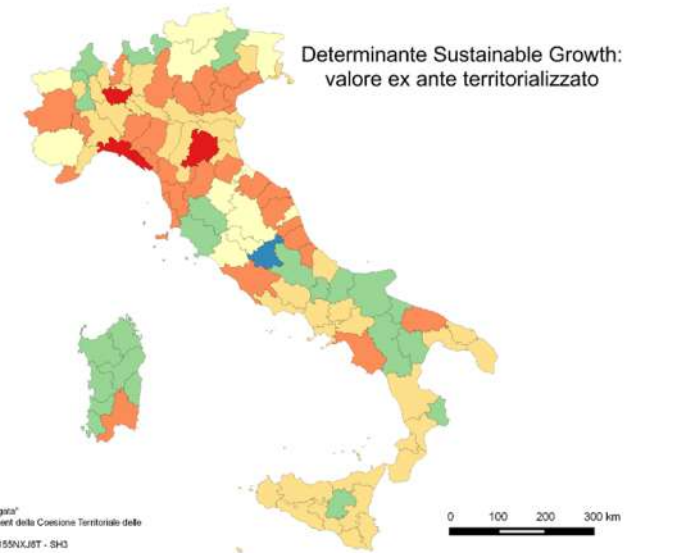 Determinante Sustainable Growth:
valore ex ante territorializzato
gata"
ent della Coesione Territoriale delle
155NXJ8T - SH3
0 100 200 300 km